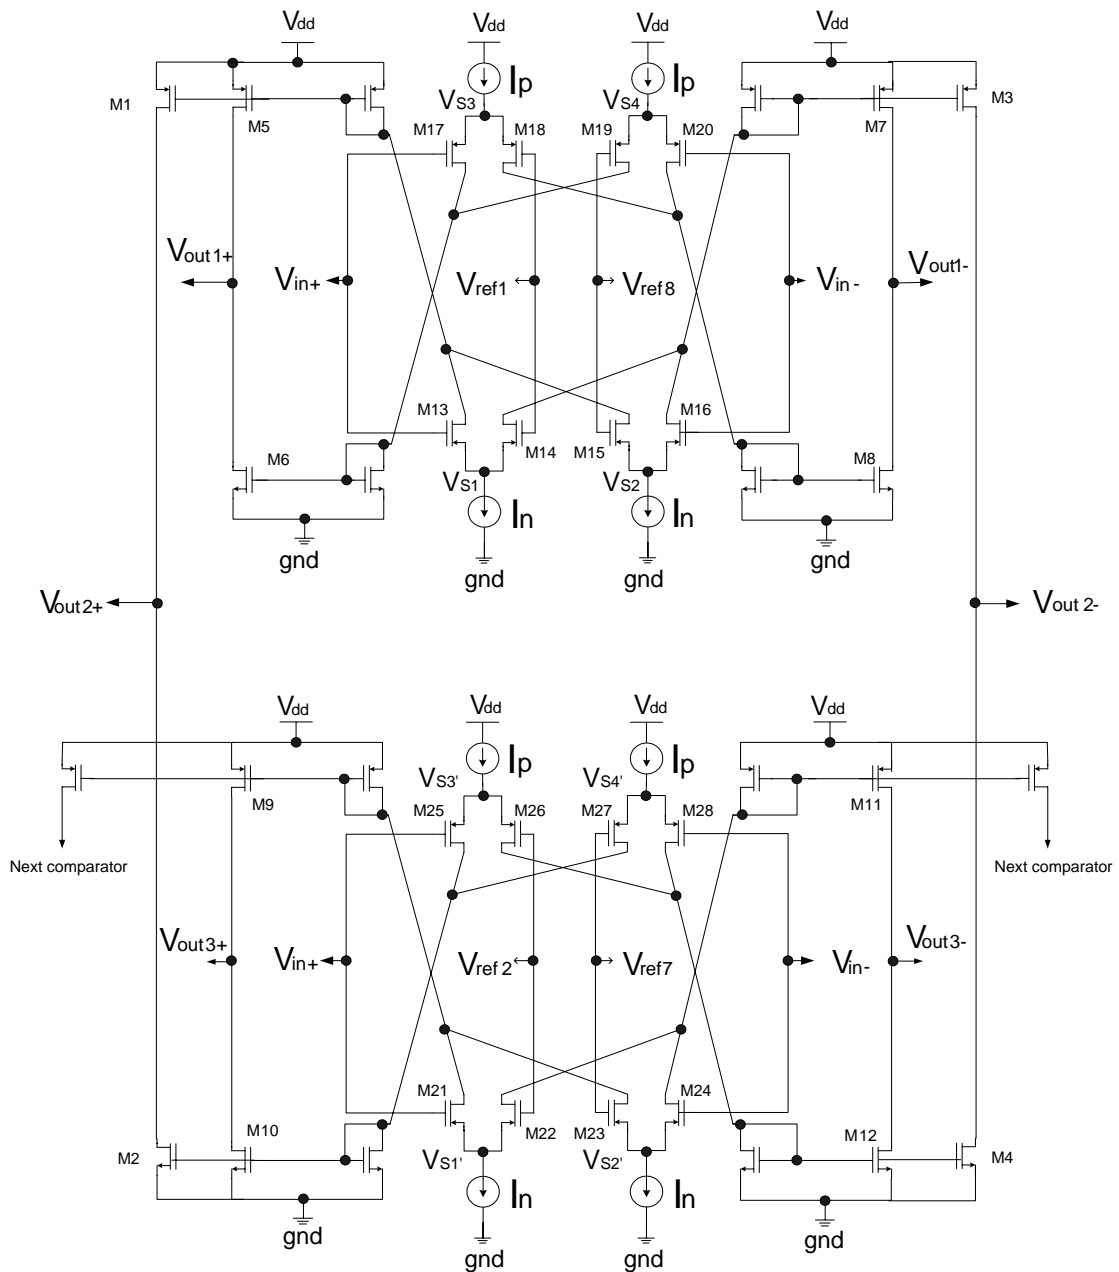 Vdd Vdd Vdd Vdd
Ip Ip
M1 VS3 VS4 M3
M5 M17 M18 M19 M20 M7
Vout1+ Vin+ Vref1 Vref8 Vin- Vout1-
M13 M16
M6 M14 M15 M8
VS1 VS2
In In
gnd gnd gnd gnd
Vout2+ Vout2-
Vdd Vdd Vdd Vdd
Ip Ip
VS3' VS4'
M9 M25 M26 M27 M28 M11
Next comparator Next comparator
Vout3+ Vin+ Vref2 Vref7 Vin- Vout3-
M21 M24
M10 M22 M23 M12
M2 VS1' VS2' M4
In In
gnd gnd gnd gnd